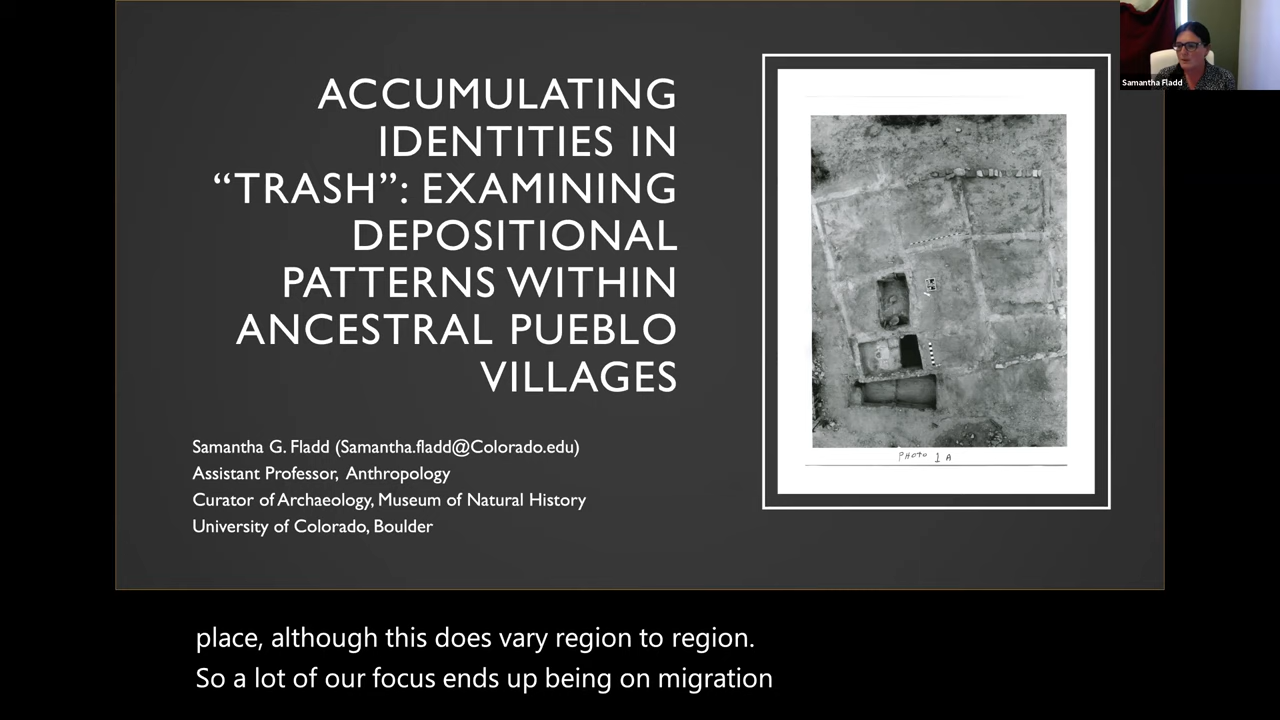 ACCUMULATING
IDENTITIES IN
“TRASH”: EXAMINING
DEPOSITIONAL
PATTERNS WITHIN
ANCESTRAL PUEBLO
VILLAGES
Samantha G. Fladd (Samantha.fladd@Colorado.edu)
Assistant Professor, Anthropology
Curator of Archaeology, Museum of Natural History
University of Colorado, Boulder
PHOTO 1 A
Samantha Fladd
place, although this does vary region to region.
So a lot of our focus ends up being on migration